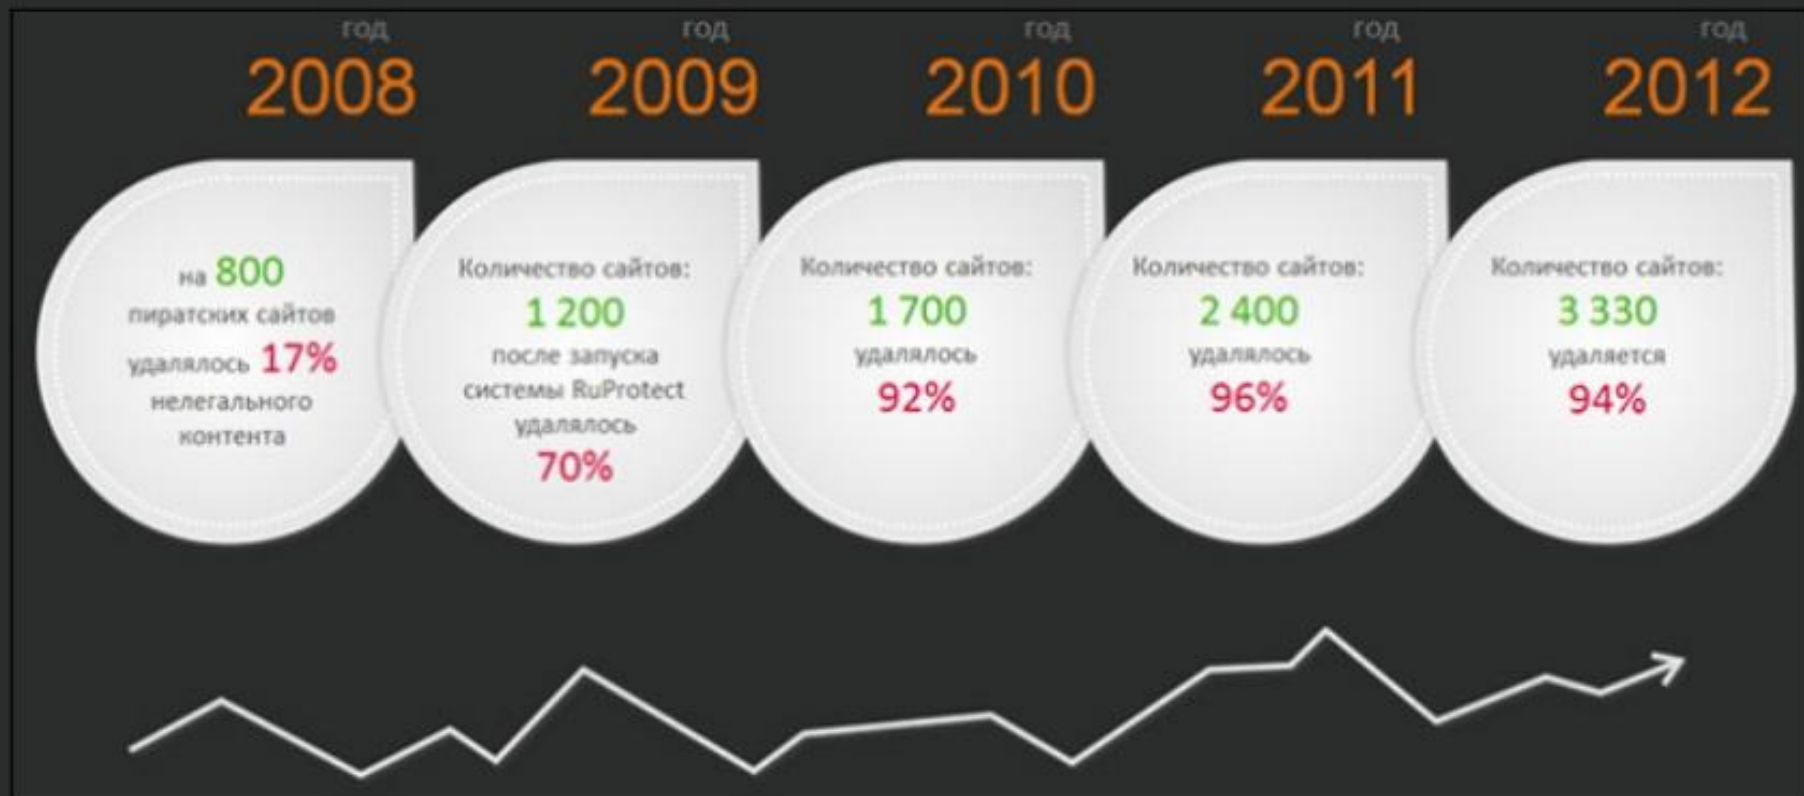 год
2008
год
2009
год
2010
год
2011
год
2012
на 800
пиратских сайтов
удалялось 17%
нелегального
контента
Количество сайтов:
1 200
после запуска
системы RuProtect
удалялось
70%
Количество сайтов:
1 700
удалялось
92%
Количество сайтов:
2 400
удалялось
96%
Количество сайтов:
3 330
удаляется
94%